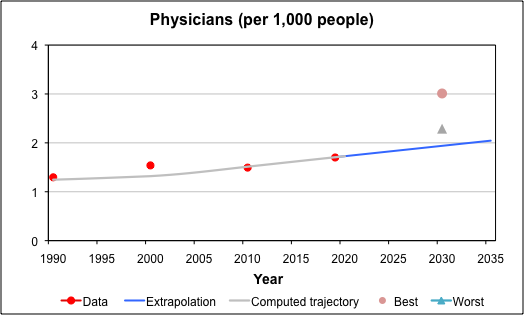 Physicians (per 1,000 people)
4
3
2
1
0
1990 1995 2000 2005 2010 2015 2020 2025 2030 2035
Year
Data Extrapolation Computed trajectory Best Worst